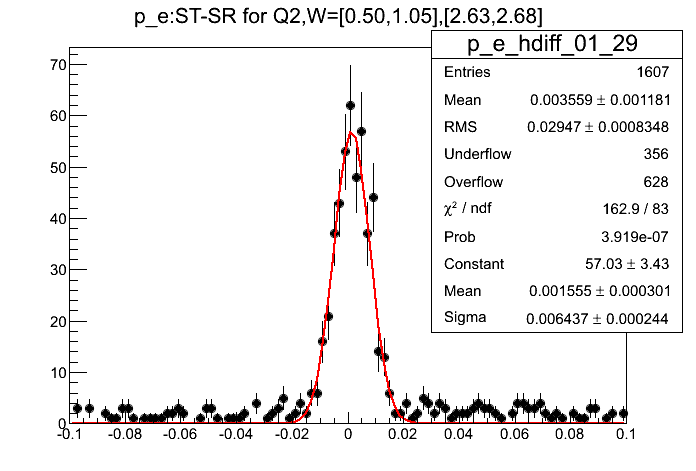 p_e:ST-SR for Q2,W=[0.50,1.05],[2.63,2.68]
p_e_hdiff_01_29
Entries 1607
Mean 0.003559 ± 0.001181
RMS 0.02947 ± 0.0008348
Underflow 356
Overflow 628
χ² / ndf 162.9 / 83
Prob 3.919e-07
Constant 57.03 ± 3.43
Mean 0.001555 ± 0.000301
Sigma 0.006437 ± 0.000244
70
60
50
40
30
20
10
0
-0.1 -0.08 -0.06 -0.04 -0.02 0 0.02 0.04 0.06 0.08 0.1